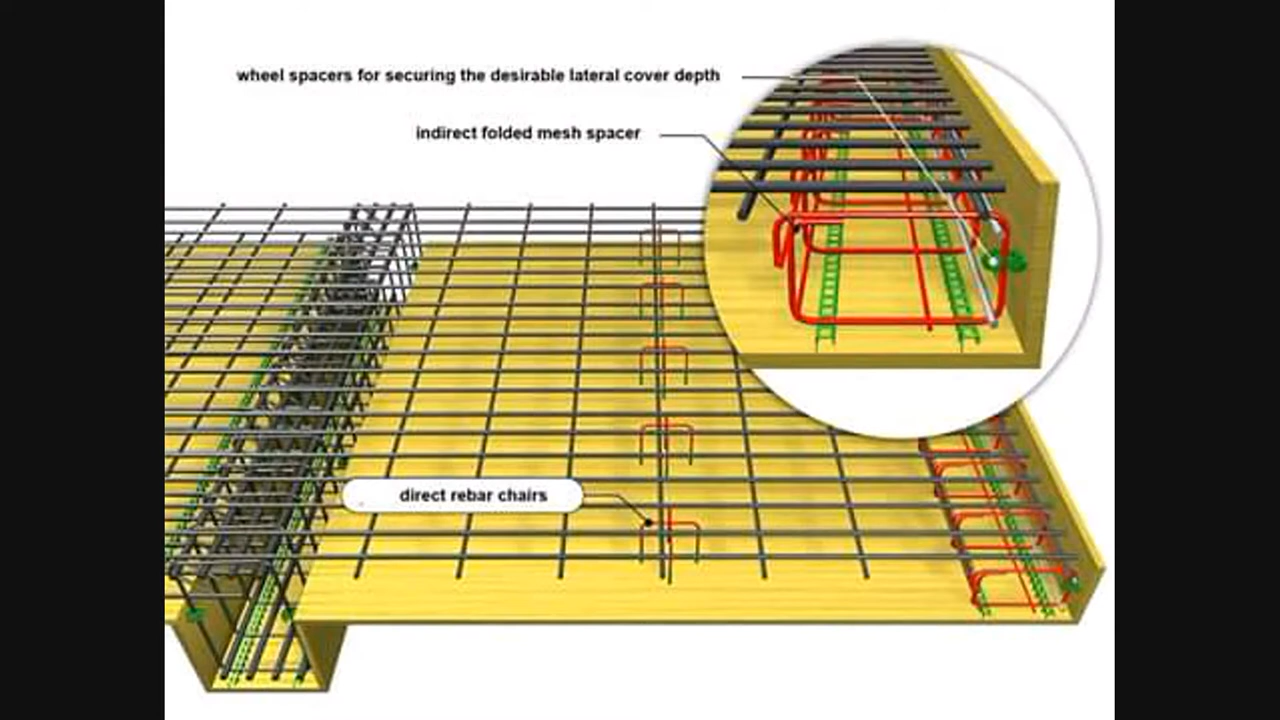 wheel spacers for securing the desirable lateral cover depth
indirect folded mesh spacer
direct rebar chairs